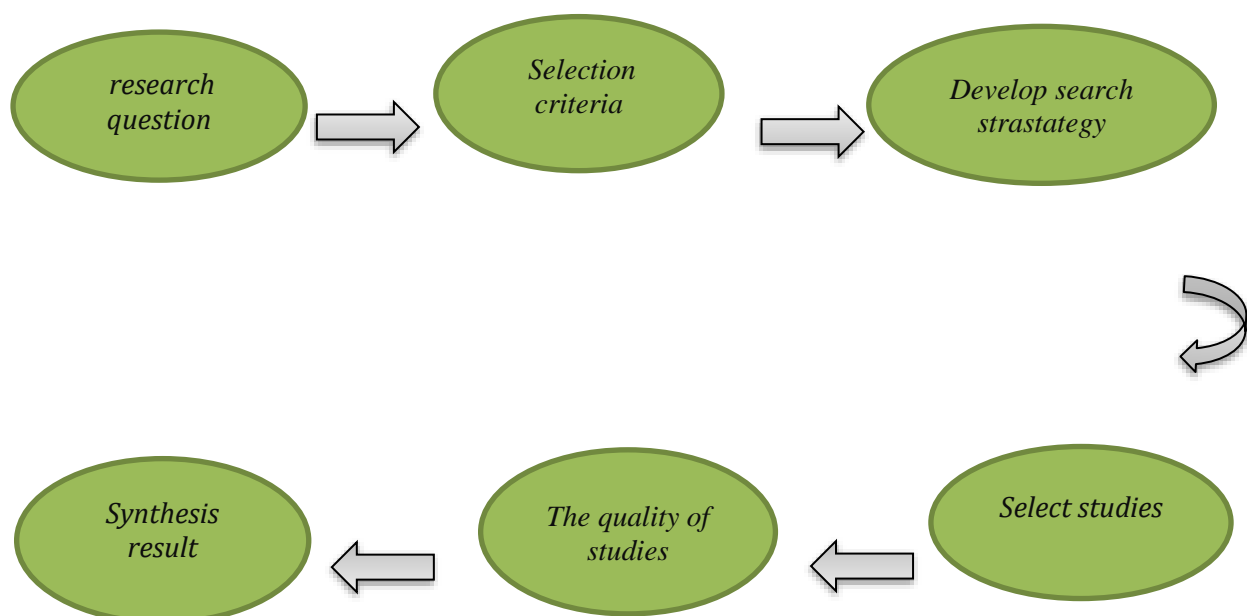 research
question
Selection
criteria
Develop search
strastategy
Select studies
The quality of
studies
Synthesis
result